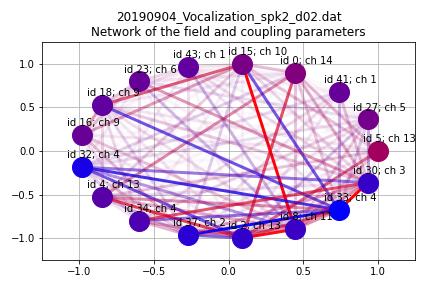 20190904_Vocalization_spk2_d02.dat
Network of the field and coupling parameters
id 15; ch 10
id 43; ch 1
id 0; ch 14
id 23; ch 6
id 41; ch 1
id 18; ch 9
id 27; ch 5
id 16; ch 9
id 5; ch 13
id 32; ch 4
id 30; ch 3
id 4; ch 13
id 33; ch 4
id 34; ch 4
id 8; ch 11
id 37; ch 2
id 2; ch 13
1.0
0.5
0.0
−0.5
−1.0
−1.0 −0.5 0.0 0.5 1.0